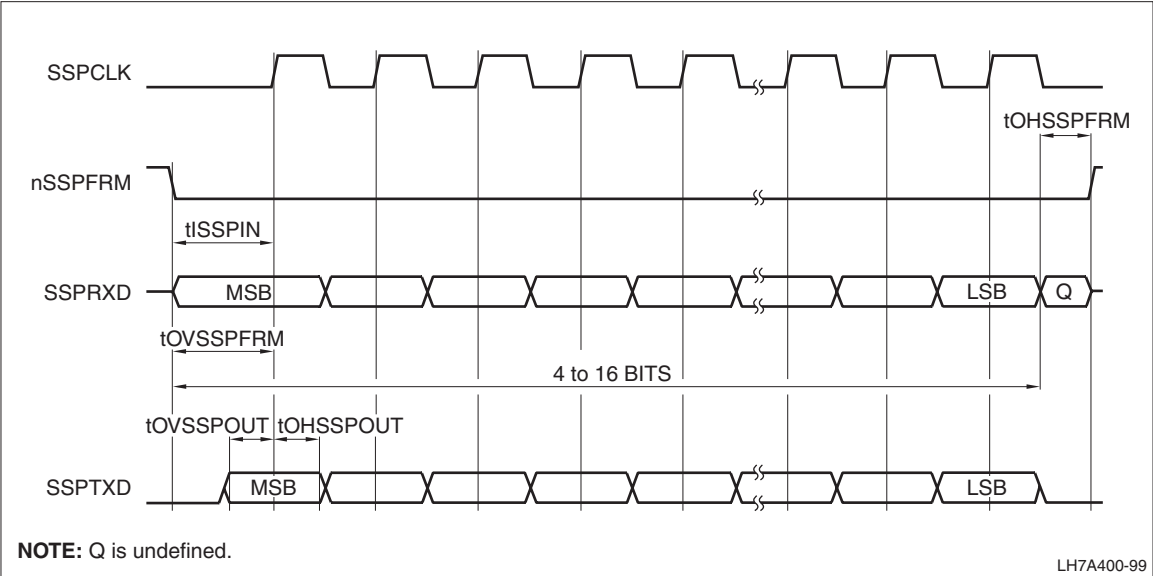 SSPCLK
tOHSSPFRM
nSSPFRM
tISSPIN
SSPRXD
MSB
LSB
Q
tOVSSPFRM
4 to 16 BITS
tOVSSPOUT
tOHSSPOUT
SSPTXD
MSB
LSB
NOTE: Q is undefined.
LH7A400-99